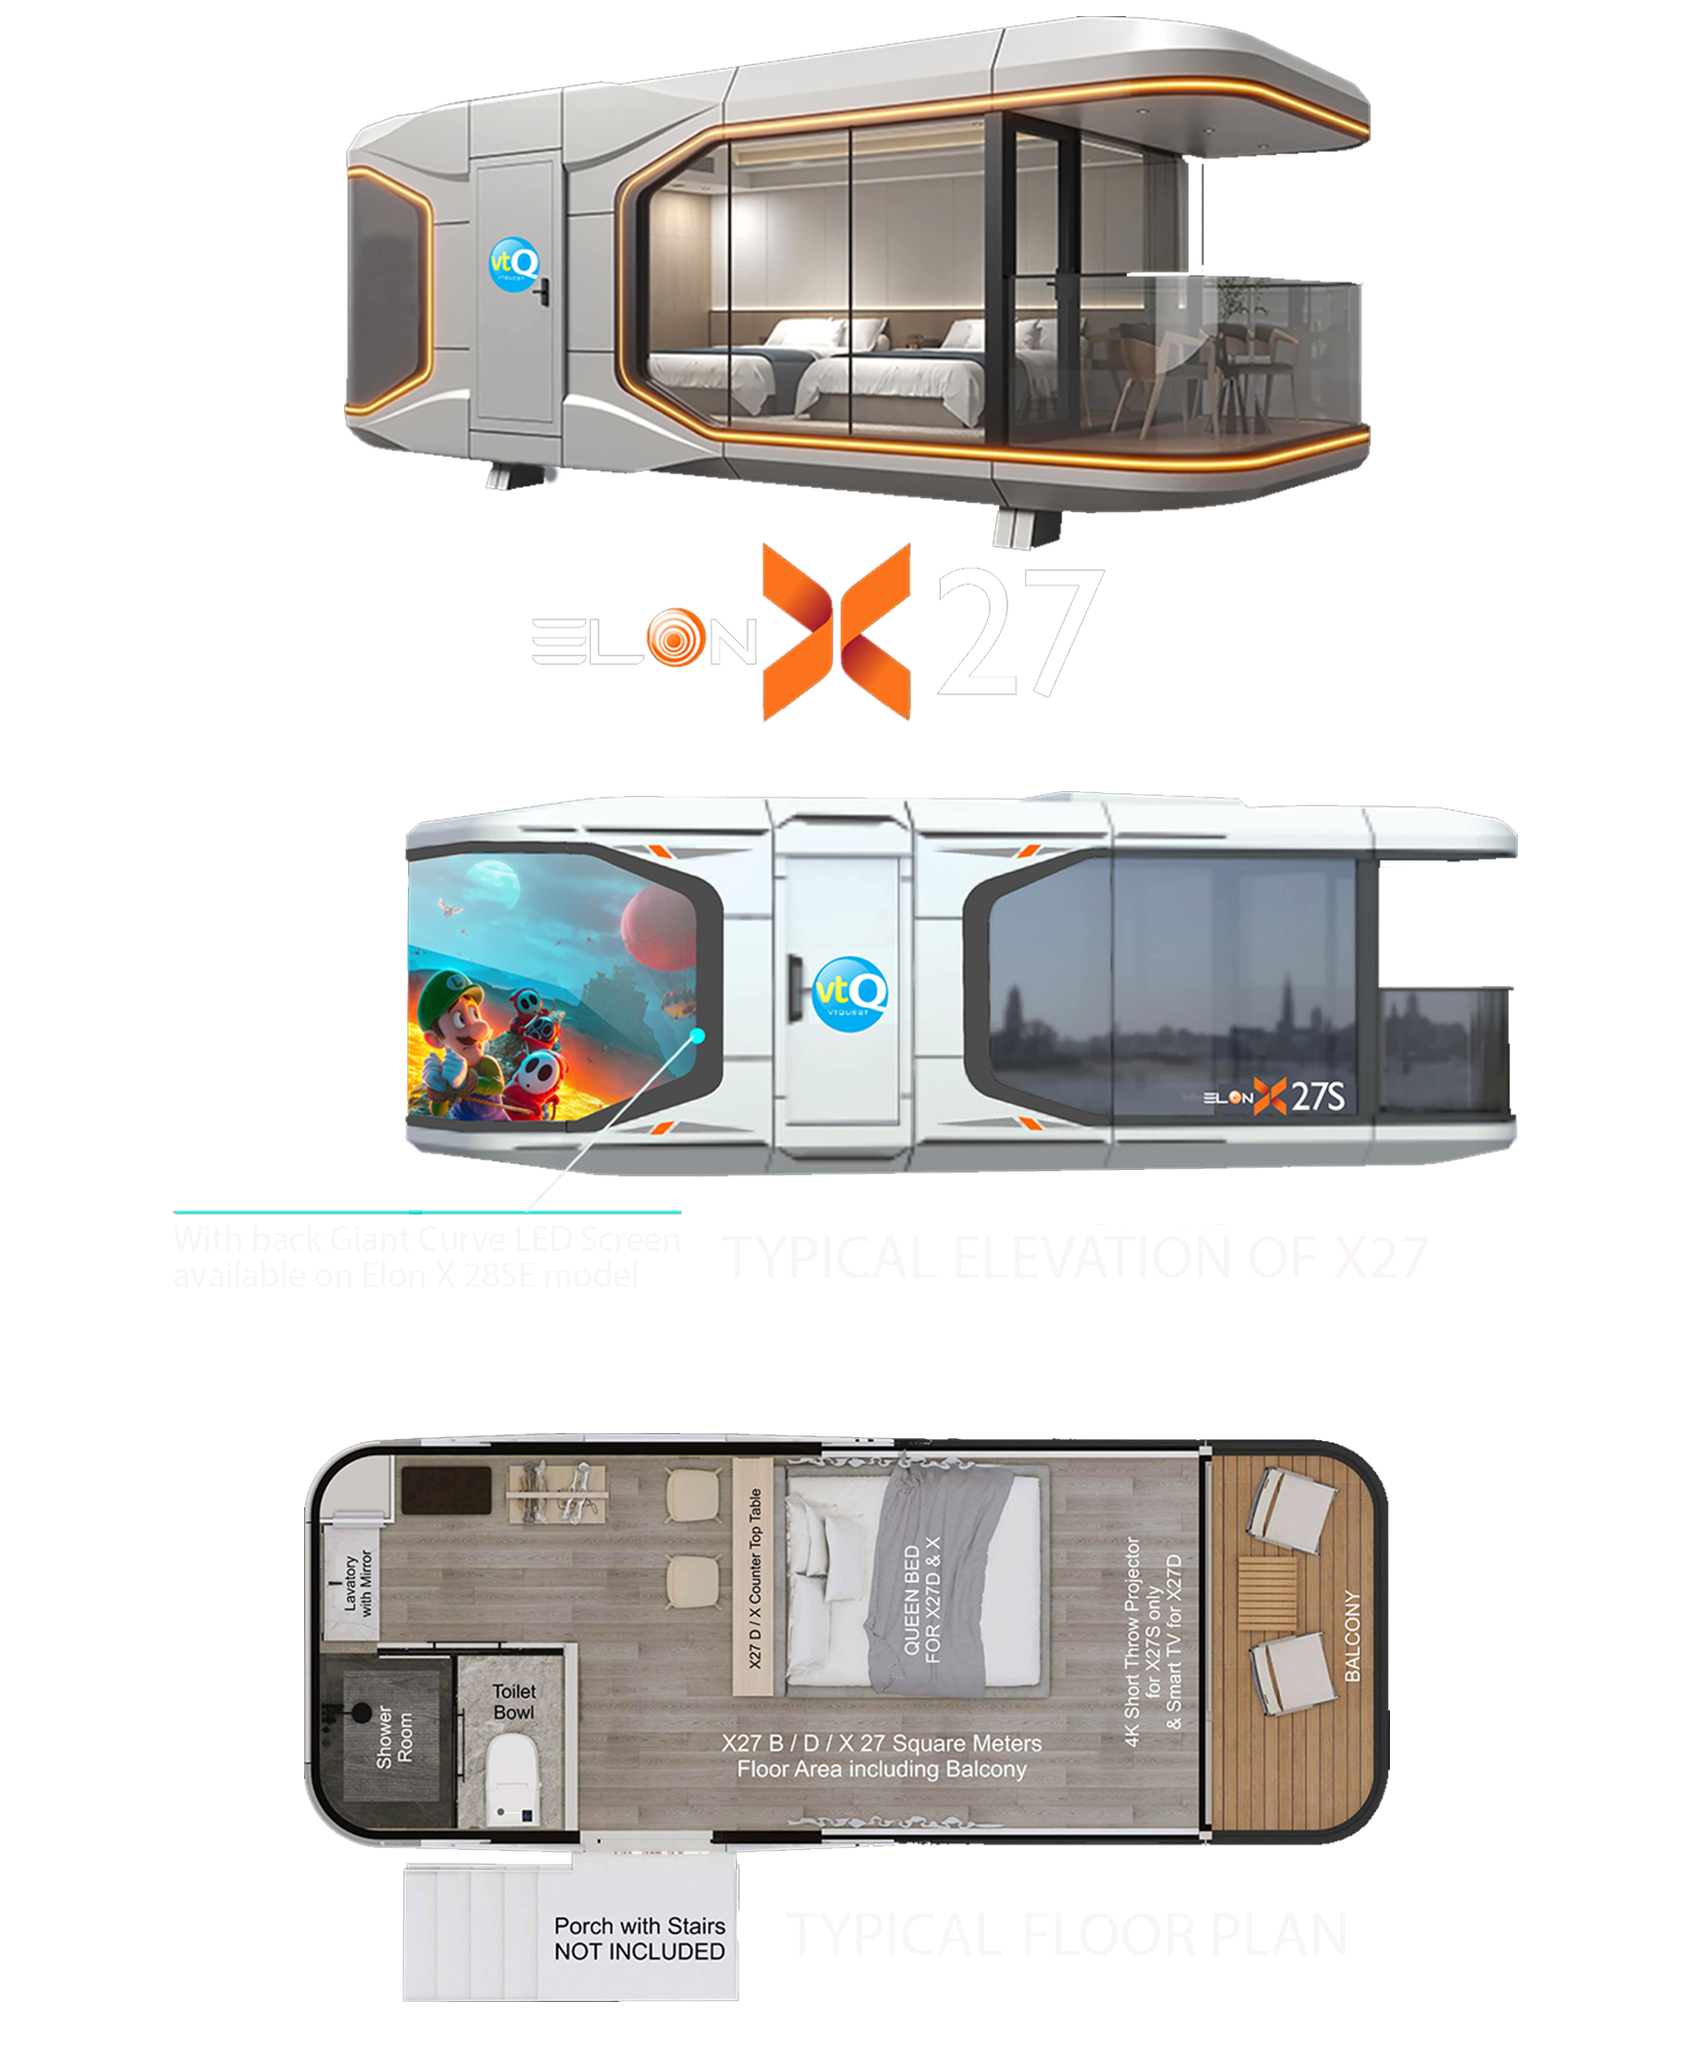 vtQ
VTQUEST
ELON X 27
vtQ
VTQUEST
ELON X 27S
With back Giant Curve LED Screen
available on Elon X 28SE model
TYPICAL ELEVATION OF X27
Lavatory
with Mirror
Shower
Room
Toilet
Bowl
X27 D / X Counter Top Table
QUEEN BED
FOR X27D & X
4K Short Throw Projector
for X27S only
& Smart TV for X27D
BALCONY
X27 B / D / X 27 Square Meters
Floor Area including Balcony
Porch with Stairs
NOT INCLUDED
TYPICAL FLOOR PLAN